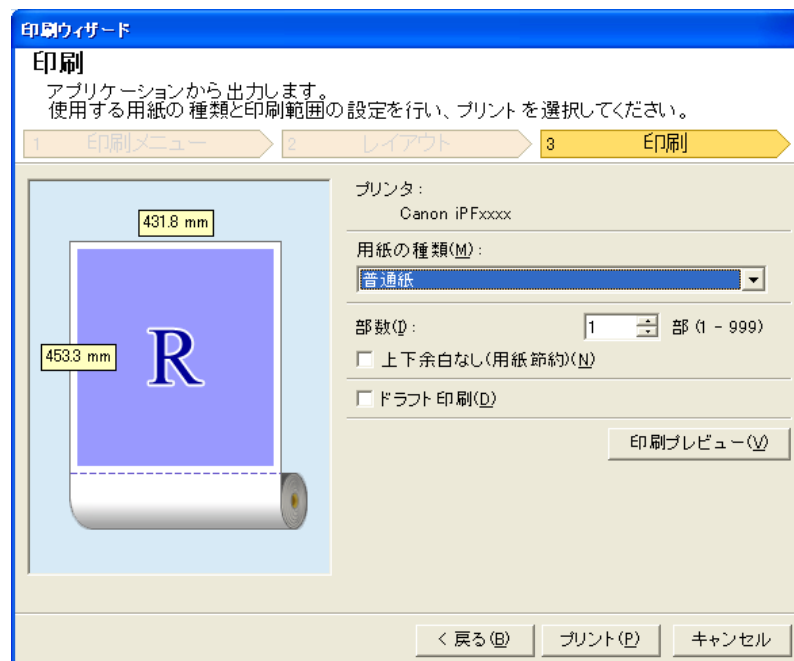 印刷ウィザード
印刷
アプリケーションから出力します。
使用する用紙の種類と印刷範囲の設定を行い、プリントを選択してください。
1 印刷メニュー 2 レイアウト 3 印刷
プリンタ:
Canon iPFxxxx
431.8 mm
用紙の種類(M):
普通紙
部数(I): 1 部 (1 - 999)
453.3 mm
R
上下余白なし(用紙節約)(N)
ドラフト印刷(D)
印刷プレビュー(V)
< 戻る(B) プリント(P) キャンセル